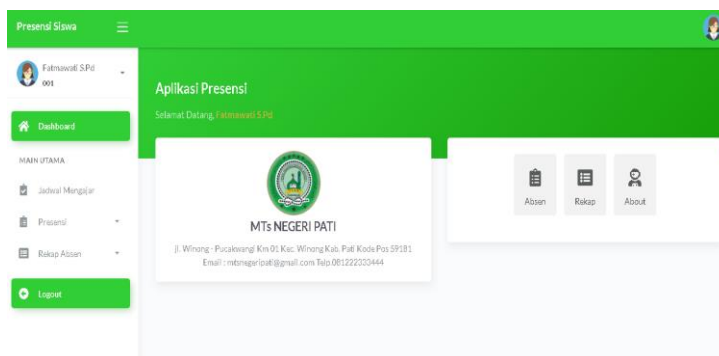 Presensi Siswa
Fatmawati S.Pd
001
Dashboard
MAIN UTAMA
Jadwal Mengajar
Presensi
Rekap Absen
Logout
Aplikasi Presensi
Selamat Datang, Fatmawati S.Pd
MTs NEGERI PATI
Jl. Winong - Pucakwangi Km 01 Kec. Winong Kab. Pati Kode Pos 59181
Email : mtsnegeripati@gmail.com Telp.081222333444
Absen
Rekap
About